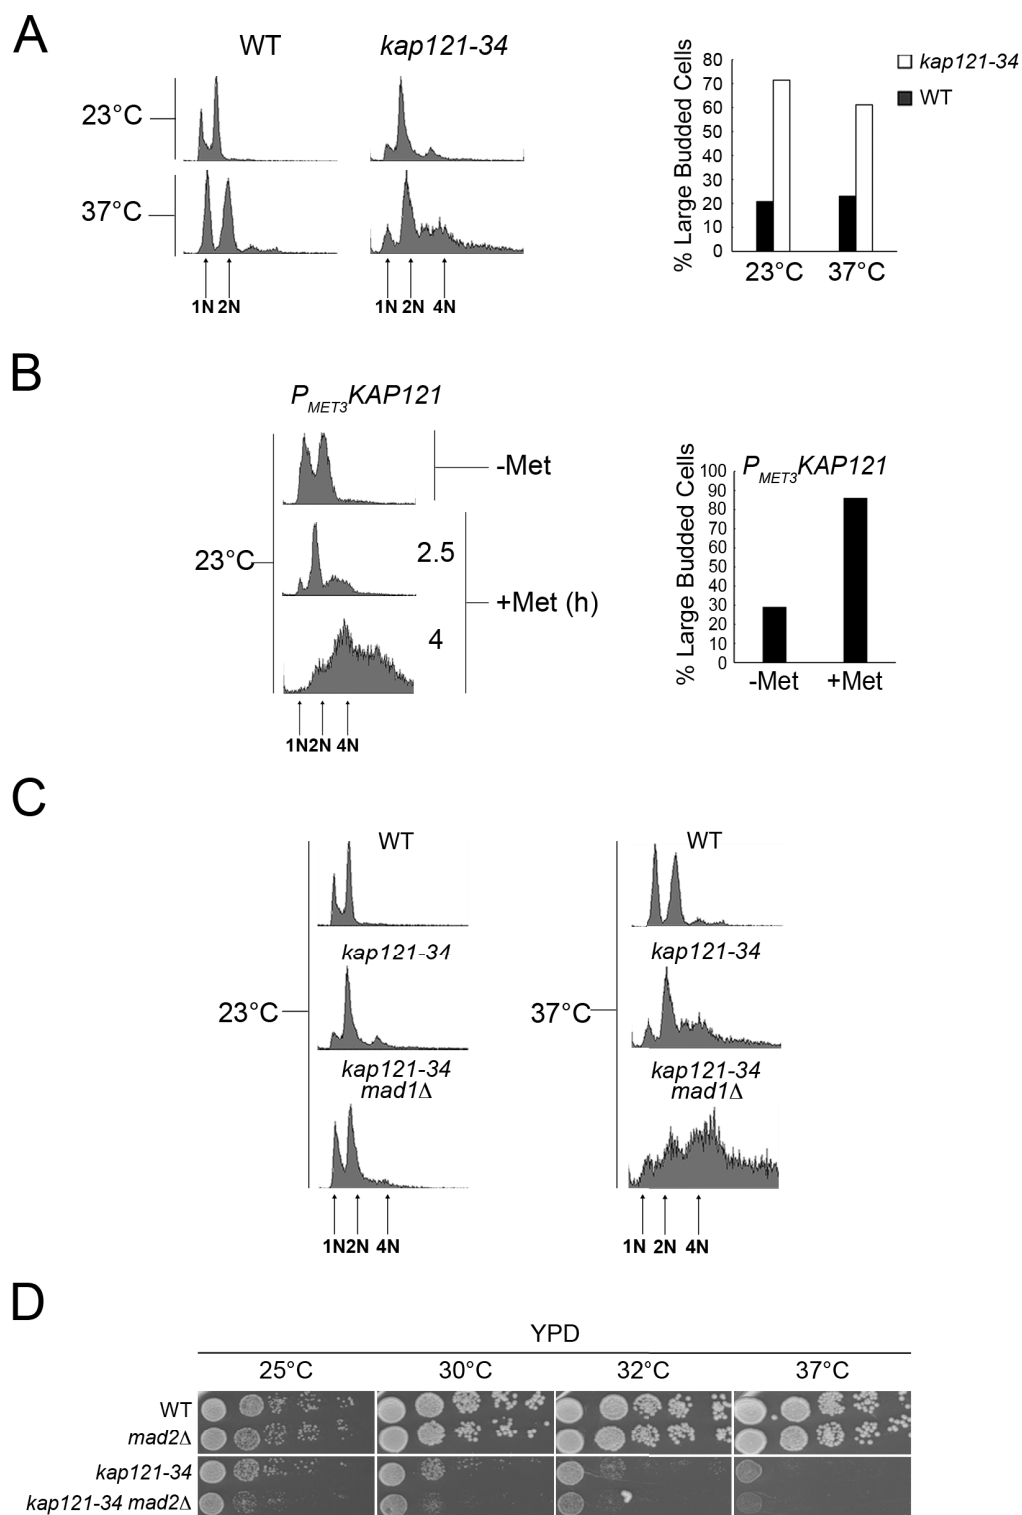 A
WT kap121-34
23°C
37°C
1N 2N 1N 2N 4N
% Large Budded Cells
80
70
60
50
40
30
20
10
0
23°C 37°C
kap121-34
WT
B
PMET3KAP121
-Met
23°C
2.5
+Met (h)
4
1N 2N 4N
% Large Budded Cells
PMET3KAP121
100
90
80
70
60
50
40
30
20
10
0
-Met +Met
C
WT
kap121-34
23°C
kap121-34
mad1Δ
1N 2N 4N
WT
kap121-34
37°C
kap121-34
mad1Δ
1N 2N 4N
D
YPD
25°C 30°C 32°C 37°C
WT
mad2Δ
kap121-34
kap121-34 mad2Δ